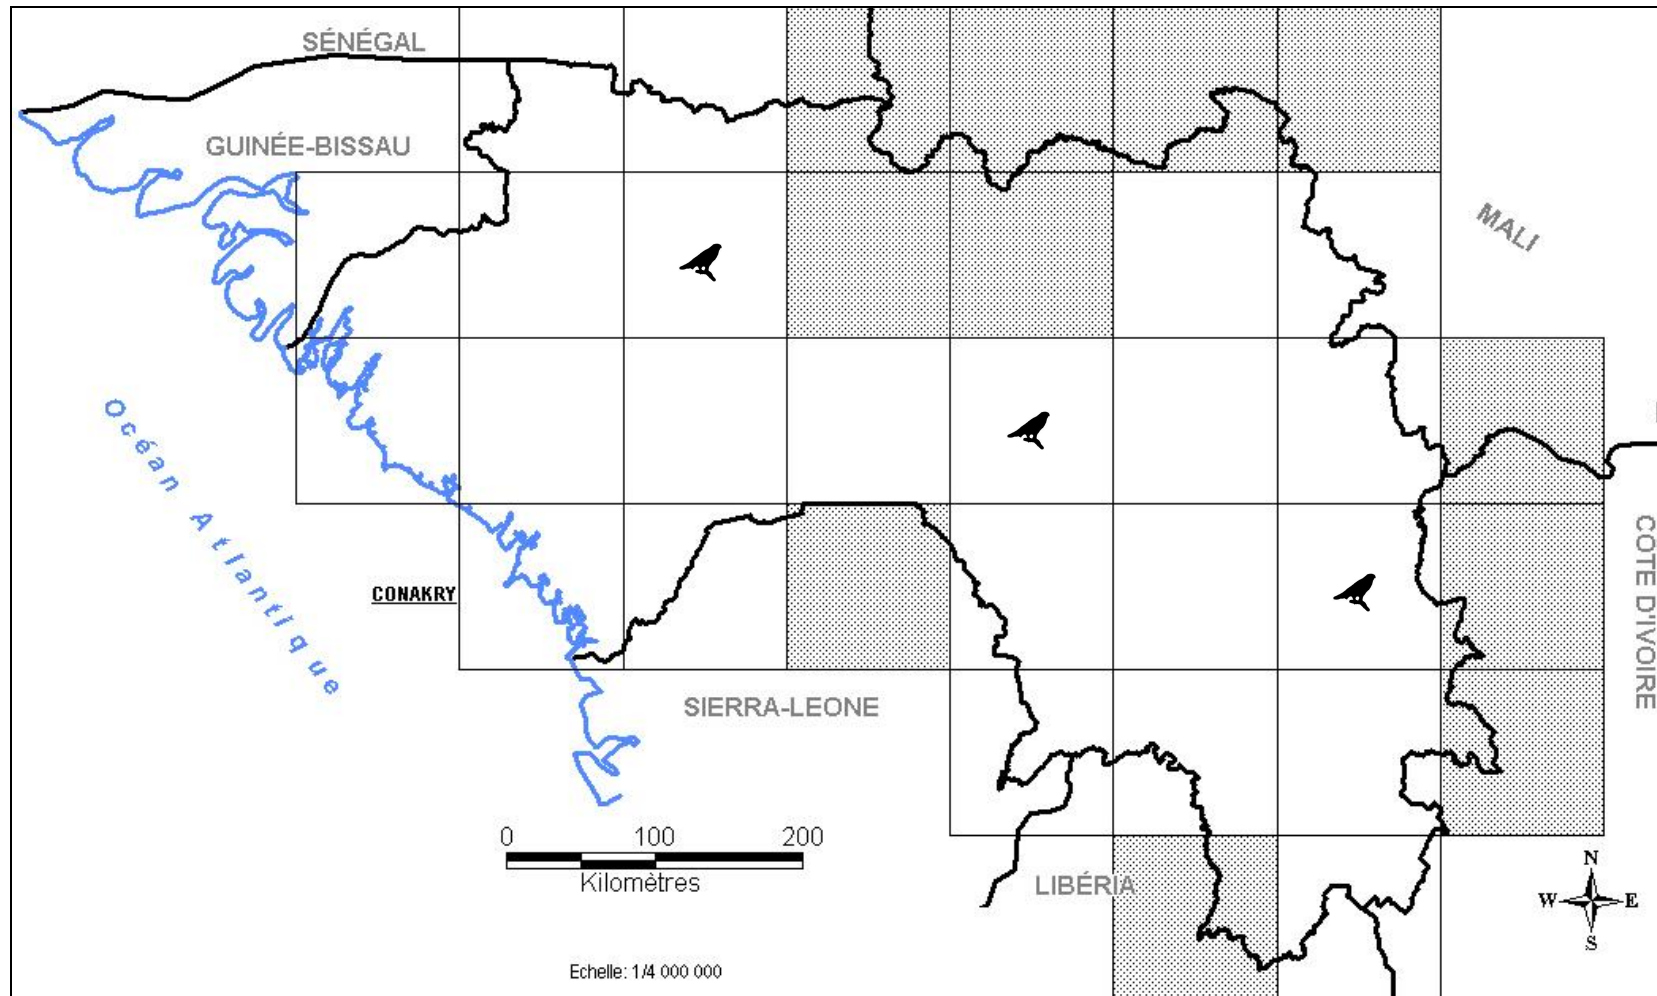 SÉNÉGAL
GUINÉE-BISSAU
MALI
Océan Atlantique
CONAKRY
COTE D'IVOIRE
SIERRA-LEONE
0 100 200
Kilomètres
LIBÉRIA
N
W E
S
Echelle: 1/4 000 000